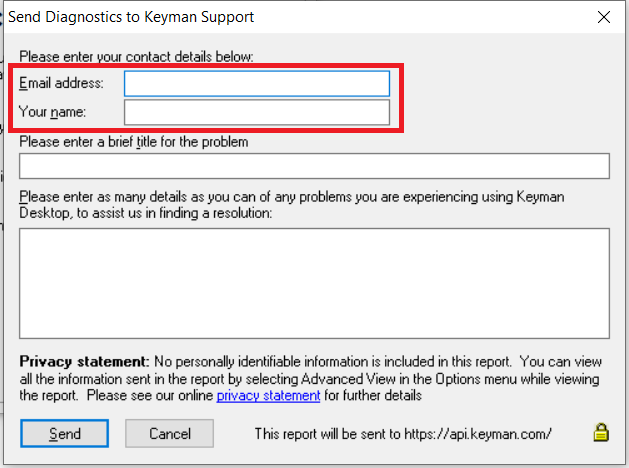 Send Diagnostics to Keyman Support
Please enter your contact details below:
Email address:
Your name:
Please enter a brief title for the problem
Please enter as many details as you can of any problems you are experiencing using Keyman
Desktop, to assist us in finding a resolution:
Privacy statement: No personally identifiable information is included in this report. You can view
all the information sent in the report by selecting Advanced View in the Options menu while viewing
the report. Please see our online privacy statement for further details
Send
Cancel
This report will be sent to https://api.keyman.com/